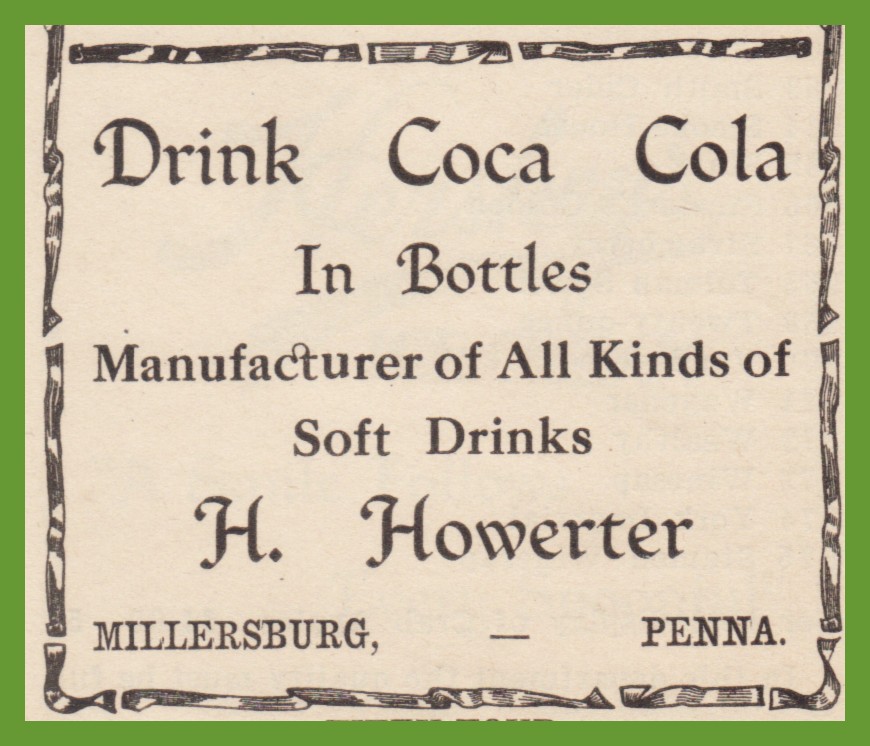 Drink Coca Cola
In Bottles
Manufacturer of All Kinds of
Soft Drinks
H. Howerter
MILLERSBURG, — PENNA.